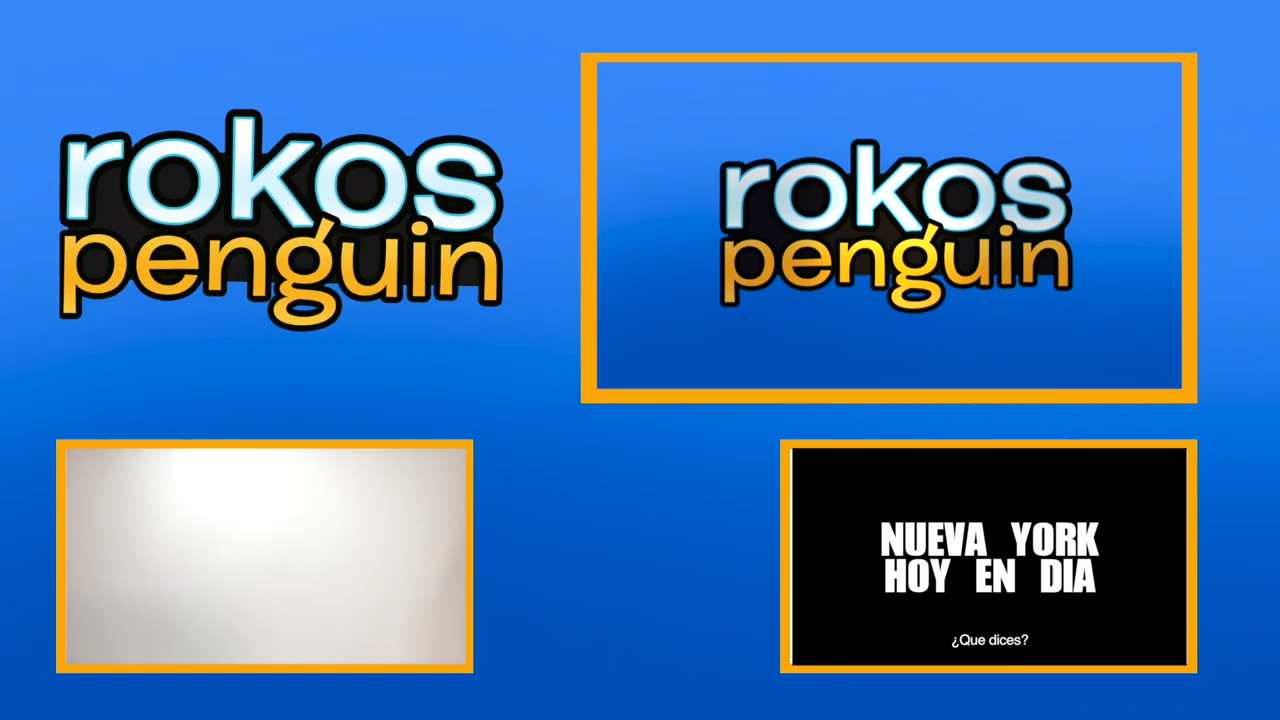 rokos
penguin
rokos
penguin
NUEVA YORK
HOY EN DIA
¿Que dices?